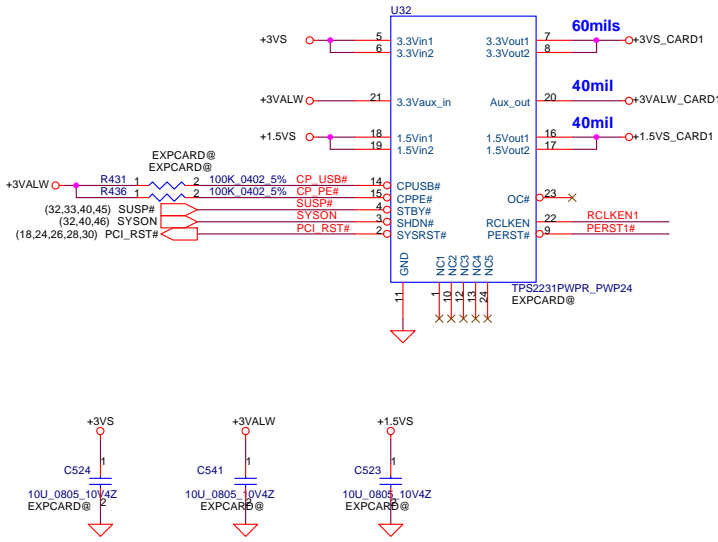 U32
+3VS
5
6
3.3Vin1
3.3Vin2
3.3Vout1
3.3Vout2
7
8
60mils
+3VS_CARD1
+3VALW
21
3.3Vaux_in
Aux_out
20
40mil
+3VALW_CARD1
+1.5VS
18
19
1.5Vin1
1.5Vin2
1.5Vout1
1.5Vout2
16
17
40mil
+1.5VS_CARD1
EXPCARD@
EXPCARD@
+3VALW
R431 1 2 100K_0402_5% CP_USB# 14 CPUSB#
R436 1 2 100K_0402_5% CP_PE# 15 CPPE#
(32,33,40,45) SUSP# SUSP# 4 STBY#
(32,40,46) SYSON SYSON 3 SHDN#
(18,24,26,28,30) PCI_RST# PCI_RST# 2 SYSRST#
OC# 23
RCLKEN 22 RCLKEN1
PERST# 9 PERST1#
GND NC1 NC2 NC3 NC4 NC5
11 1 10 12 13 24
TPS2231PWPR_PWP24
EXPCARD@
+3VS
1
C524
10U_0805_10V4Z
2
EXPCARD@
+3VALW
1
C541
10U_0805_10V4Z
2
EXPCARD@
+1.5VS
1
C523
10U_0805_10V4Z
2
EXPCARD@